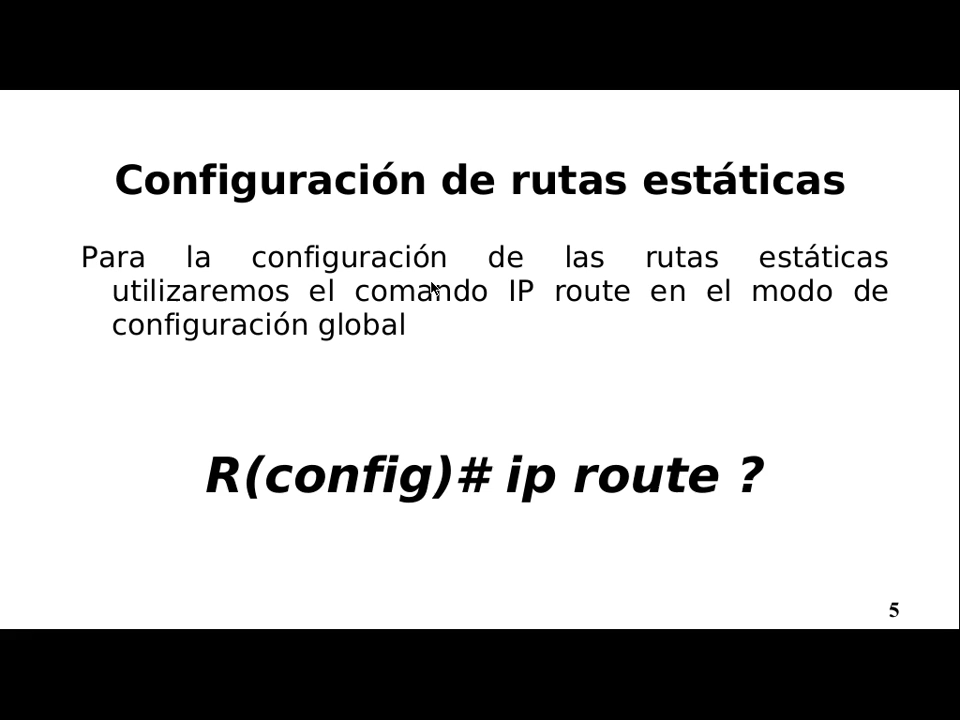 Configuración de rutas estáticas
Para la configuración de las rutas estáticas
utilizaremos el comando IP route en el modo de
configuración global
R(config)# ip route ?
5